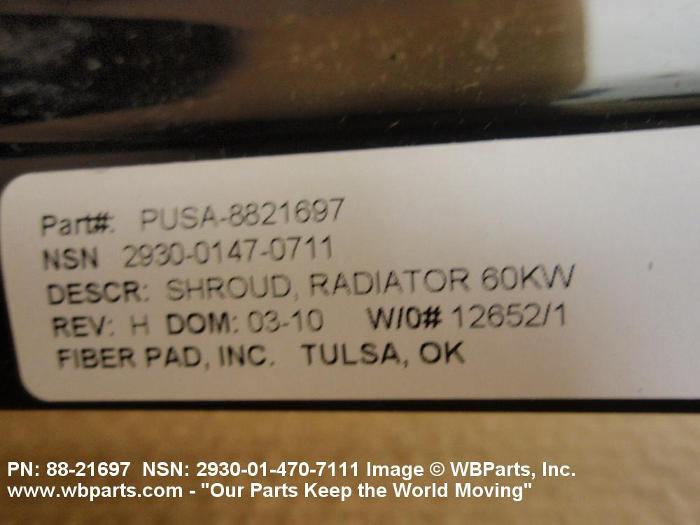 Part#: PUSA-8821697
NSN 2930-0147-0711
DESCR: SHROUD, RADIATOR 60KW
REV: H DOM: 03-10 W/0# 12652/1
FIBER PAD, INC. TULSA, OK
PN: 88-21697 NSN: 2930-01-470-7111 Image © WBParts, Inc.
www.wbparts.com - "Our Parts Keep the World Moving"